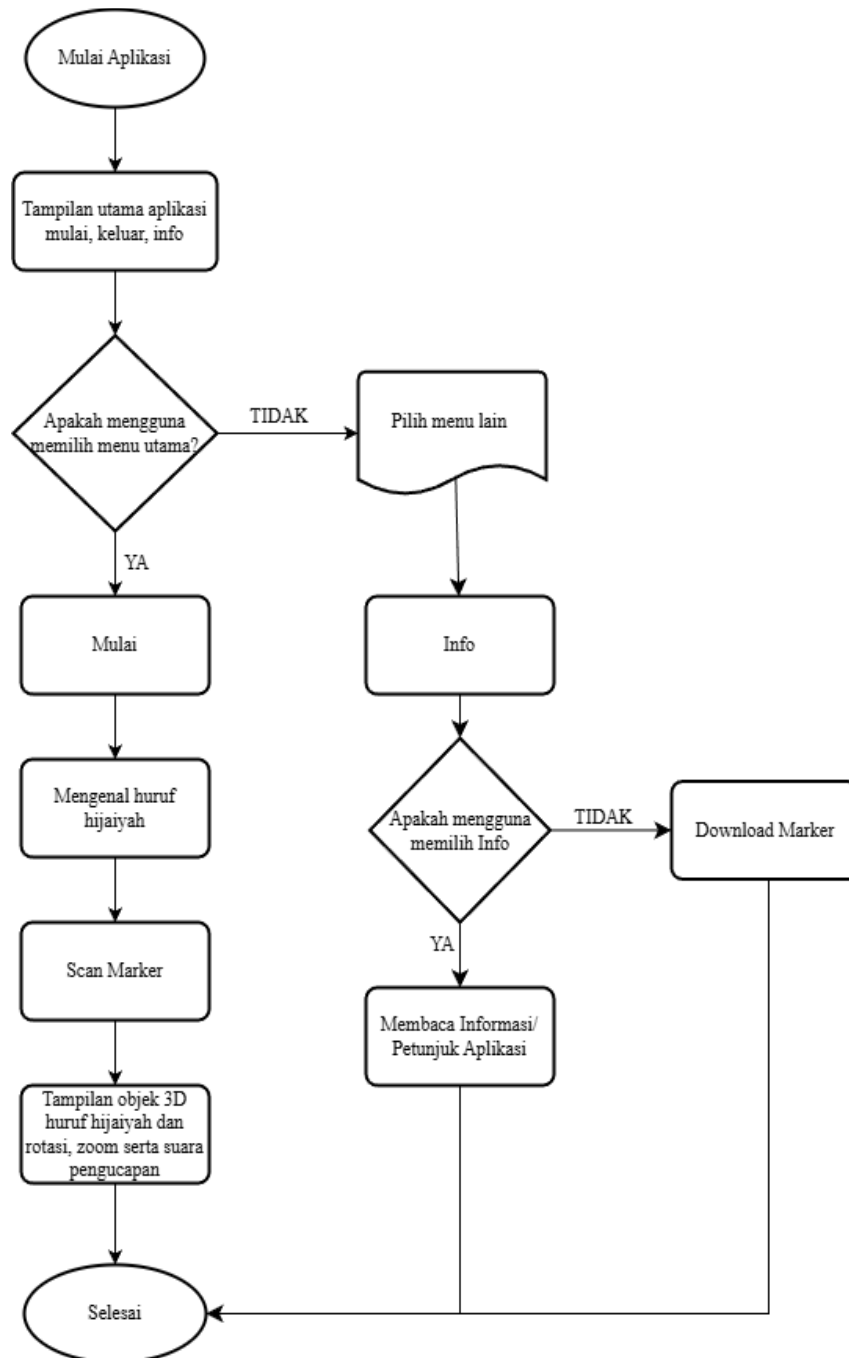 Mulai Aplikasi
Tampilan utama aplikasi
mulai, keluar, info
Apakah mengguna
memilih menu utama?
TIDAK
Pilih menu lain
YA
Mulai
Info
Mengenal huruf
hijaiyah
Apakah mengguna
memilih Info
TIDAK
Download Marker
Scan Marker
YA
Membaca Informasi/
Petunjuk Aplikasi
Tampilan objek 3D
huruf hijaiyah dan
rotasi, zoom serta suara
pengucapan
Selesai